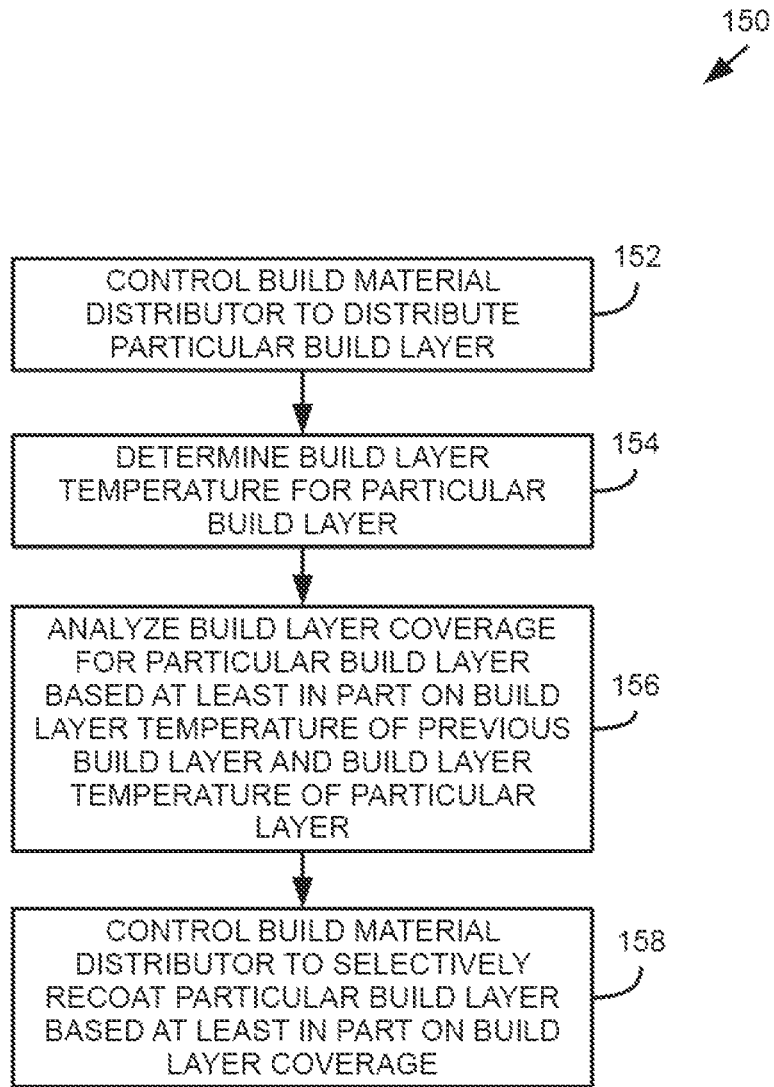 150
CONTROL BUILD MATERIAL
DISTRIBUTOR TO DISTRIBUTE
PARTICULAR BUILD LAYER
152
DETERMINE BUILD LAYER
TEMPERATURE FOR PARTICULAR
BUILD LAYER
154
ANALYZE BUILD LAYER COVERAGE
FOR PARTICULAR BUILD LAYER
BASED AT LEAST IN PART ON BUILD
LAYER TEMPERATURE OF PREVIOUS
BUILD LAYER AND BUILD LAYER
TEMPERATURE OF PARTICULAR
LAYER
156
CONTROL BUILD MATERIAL
DISTRIBUTOR TO SELECTIVELY
RECOAT PARTICULAR BUILD LAYER
BASED AT LEAST IN PART ON BUILD
LAYER COVERAGE
158